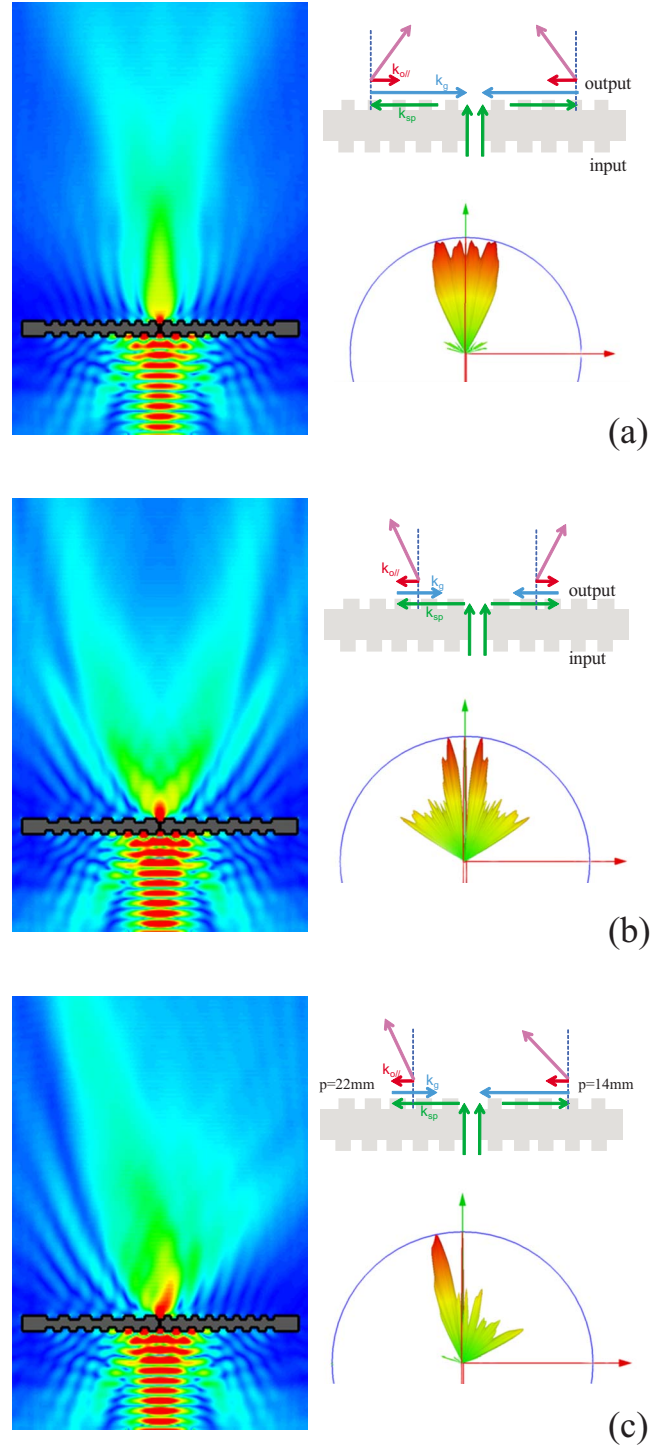 k_o//
k_g
output
k_sp
input
(a)
k_o//
k_g
output
k_sp
input
(b)
k_o//
p=22mm
k_g
p=14mm
k_sp
(c)